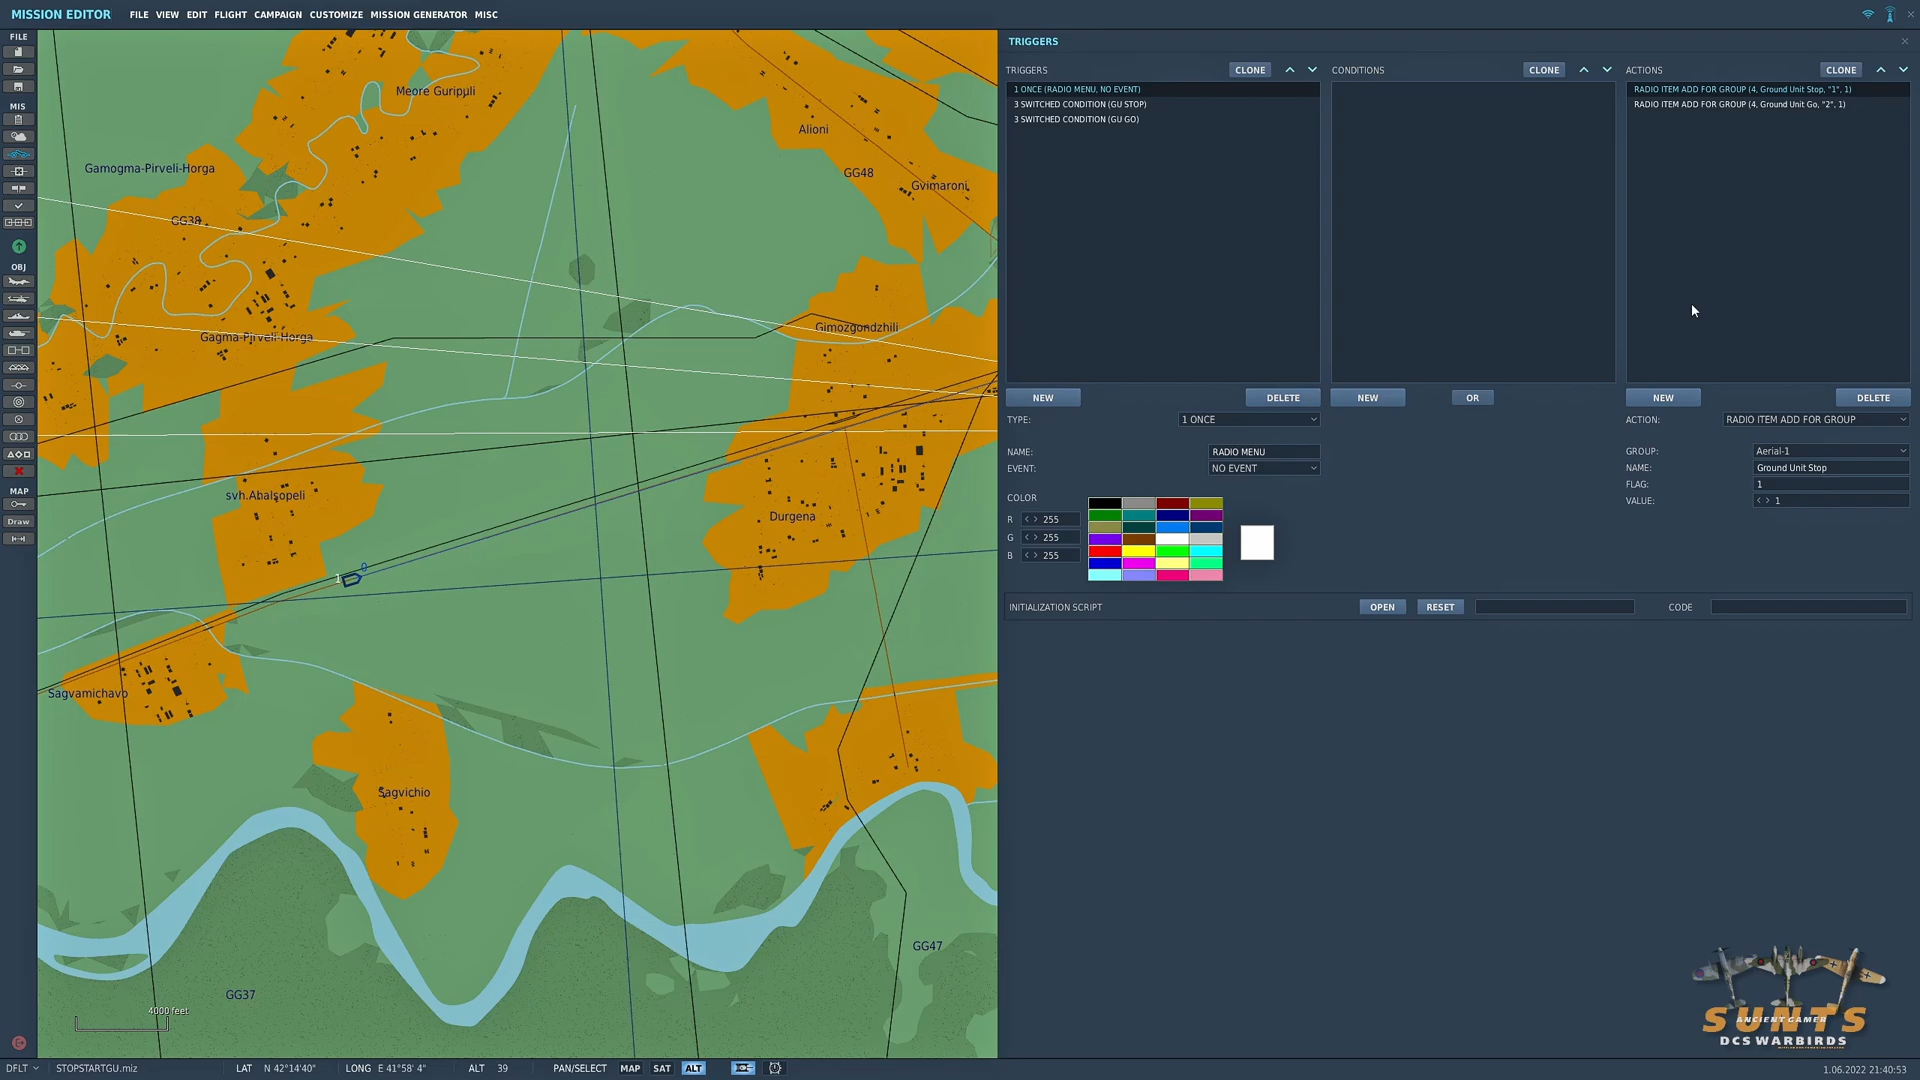 MISSION EDITOR FILE VIEW EDIT FLIGHT CAMPAIGN CUSTOMIZE MISSION GENERATOR MISC
FILE
MIS
OBJ
MAP
Draw
Meore Guripuli
Alioni
Gamogma-Pirveli-Horga
GG48
Gvimaroni
GG38
Gimozgondzhili
Gagma-Pirveli-Horga
svh.Abalsopeli
Durgena
1 0
Sagvamichavo
Sagvichio
GG47
GG37
4000 feet
TRIGGERS
TRIGGERS CLONE
1 ONCE (RADIO MENU, NO EVENT)
3 SWITCHED CONDITION (GU STOP)
3 SWITCHED CONDITION (GU GO)
NEW DELETE
TYPE: 1 ONCE
NAME: RADIO MENU
EVENT: NO EVENT
COLOR
R < > 255
G < > 255
B < > 255
CONDITIONS CLONE
NEW OR
ACTIONS CLONE
RADIO ITEM ADD FOR GROUP (4, Ground Unit Stop, "1", 1)
RADIO ITEM ADD FOR GROUP (4, Ground Unit Go, "2", 1)
NEW DELETE
ACTION: RADIO ITEM ADD FOR GROUP
GROUP: Aerial-1
NAME: Ground Unit Stop
FLAG: 1
VALUE: < > 1
INITIALIZATION SCRIPT OPEN RESET CODE
SUNTS
ANCIENT GAMER
DCS WARBIRDS
DFLT STOPSTARTGU.miz LAT N 42°14'40" LONG E 41°58' 4" ALT 39 PAN/SELECT MAP SAT ALT 1.06.2022 21:40:53